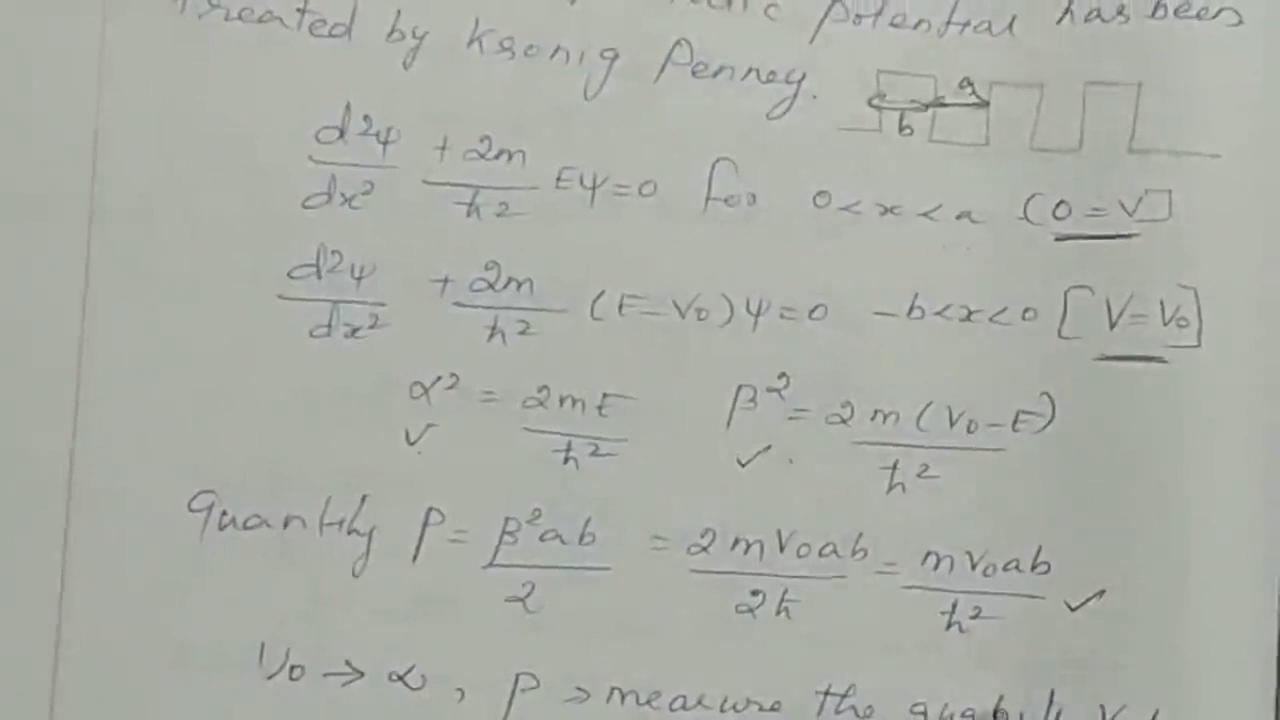 treated by Kronig Penney. potential has been
a
b
d²ψ/dx² + 2m/ħ² Eψ=0 for 0<x<a [0=V]
d²ψ/dx² + 2m/ħ² (E-V₀)ψ=0 -b<x<0 [V=V₀]
α² = 2mE/ħ² β² = 2m(V₀-E)/ħ²
✓ ✓.
Quantity P = β²ab/2 = 2mV₀ab/2ħ = mV₀ab/ħ² ✓
V₀ → ∞, P → measure the